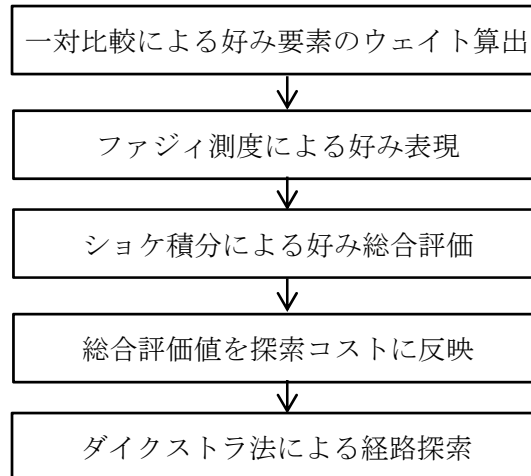 一対比較による好み要素のウェイト算出
ファジィ測度による好み表現
ショケ積分による好み総合評価
総合評価値を探索コストに反映
ダイクストラ法による経路探索